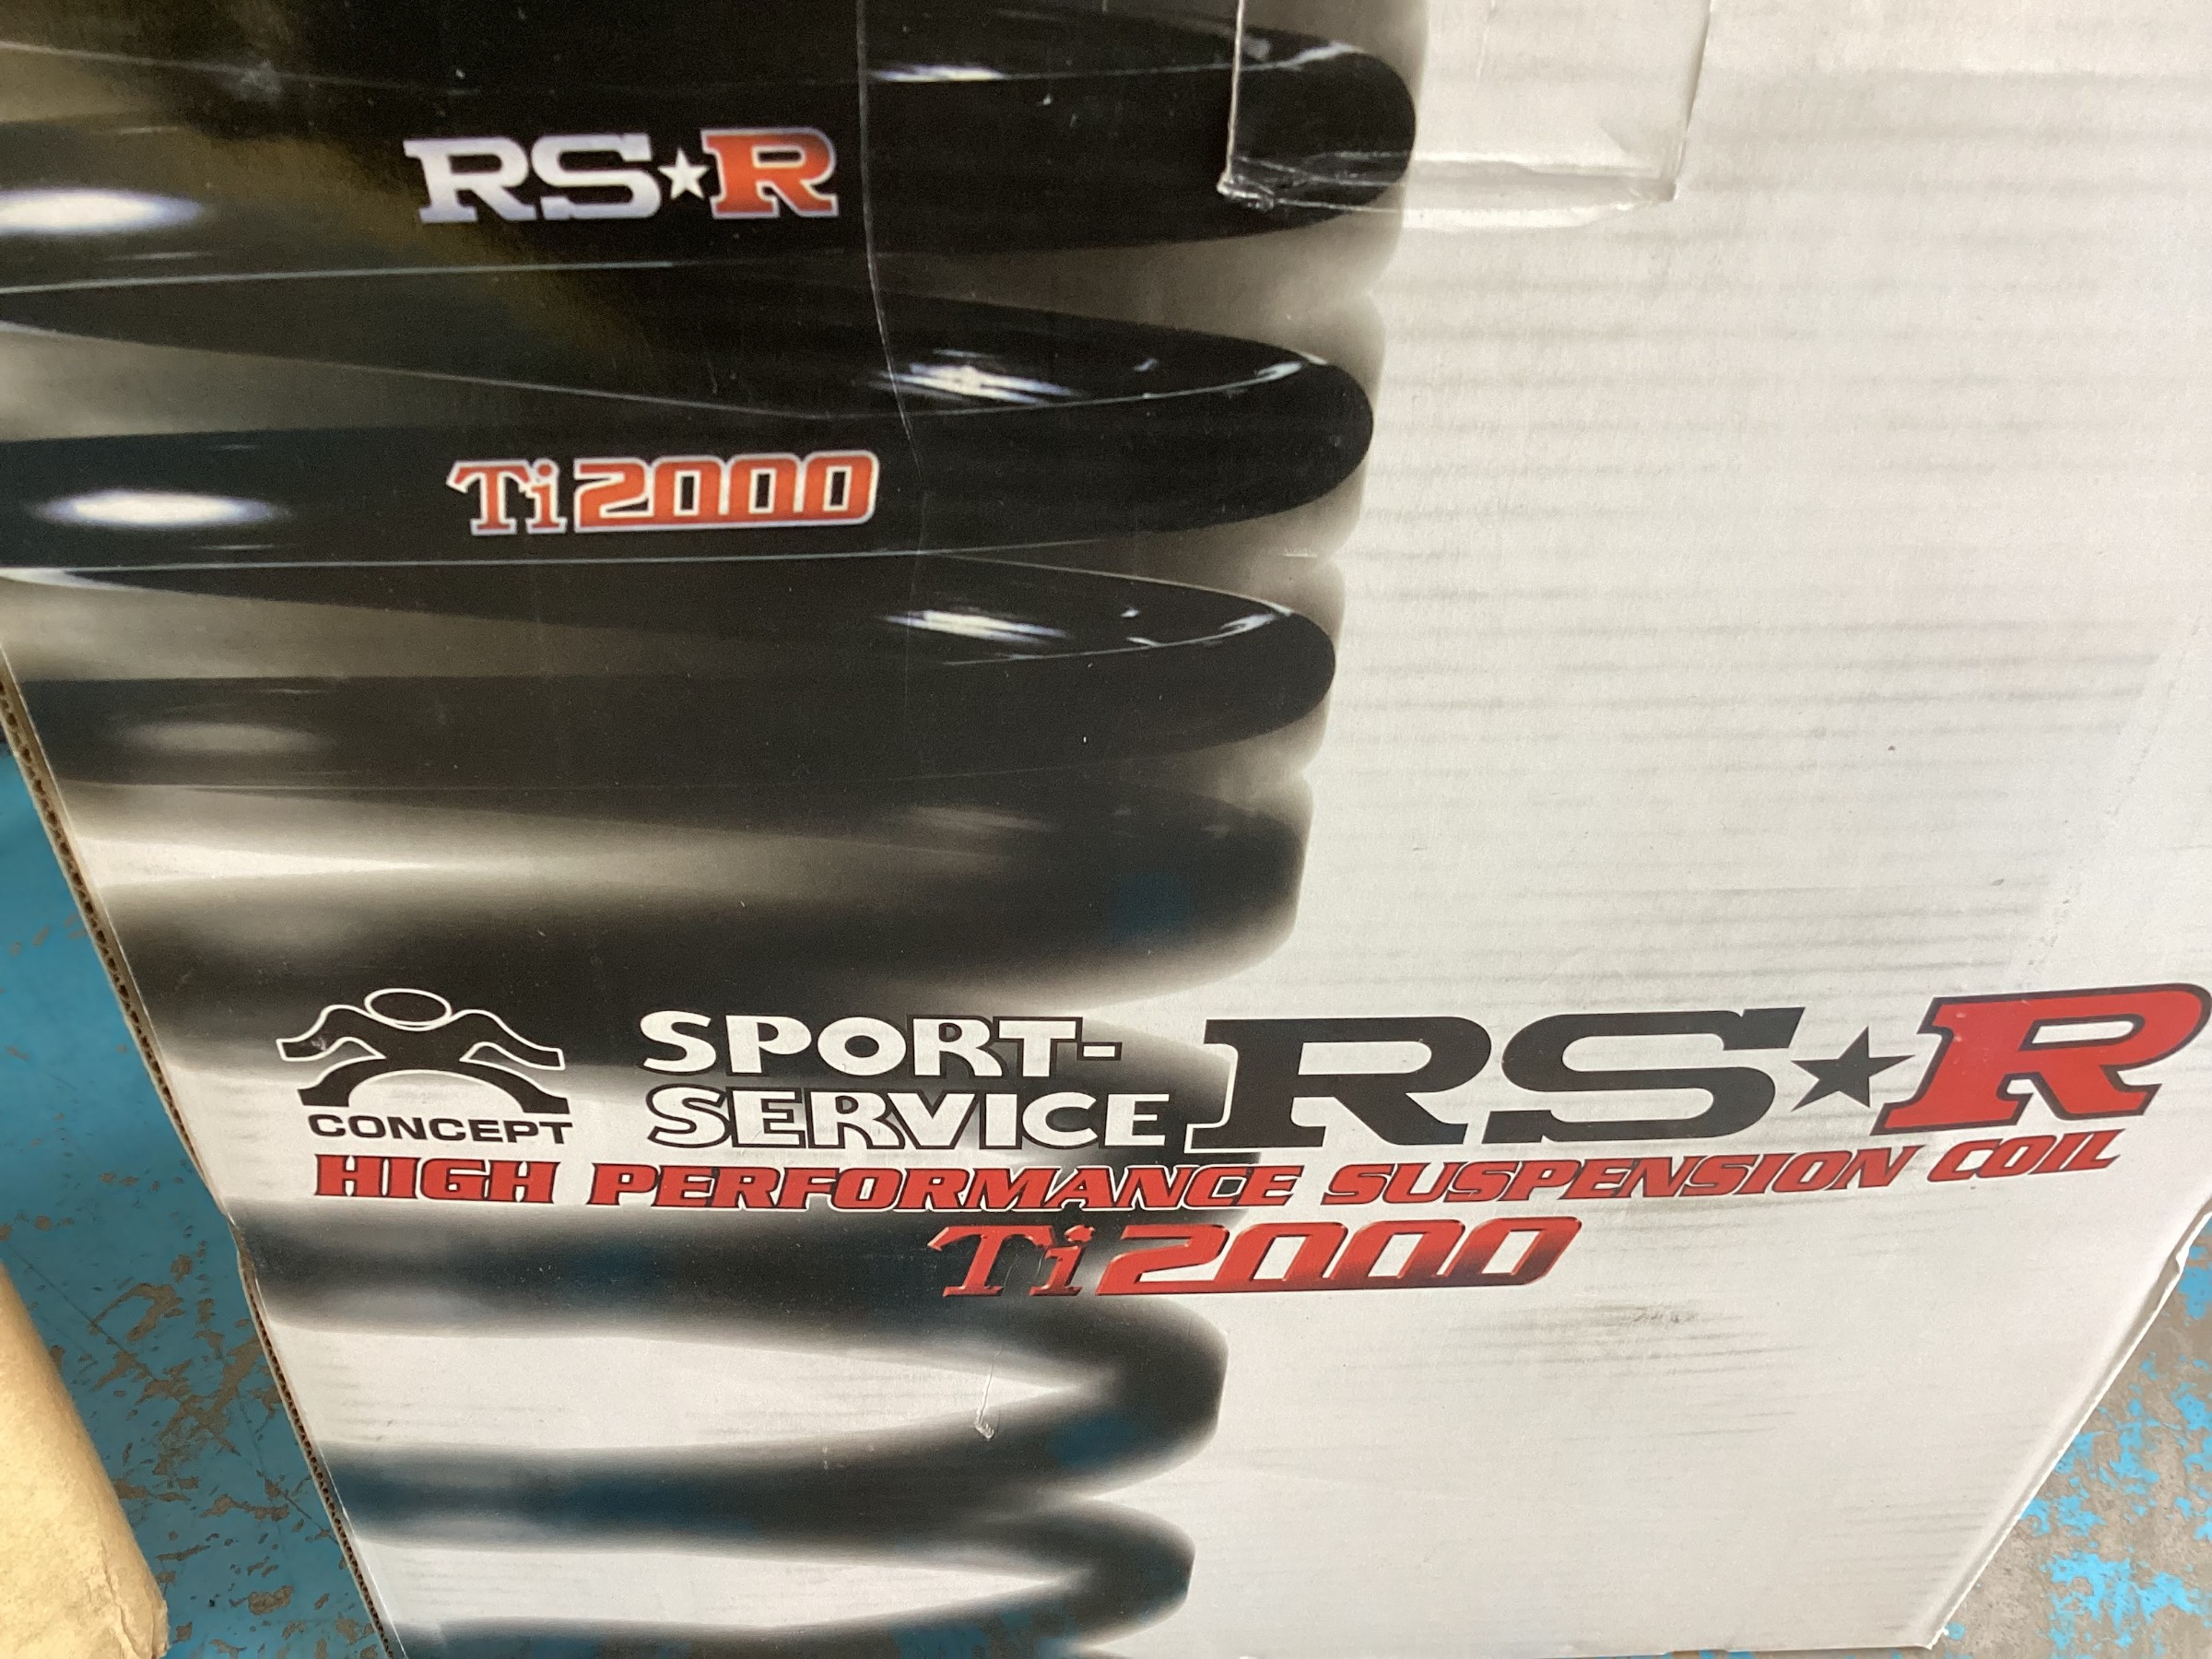 RS★R
Ti2000
CONCEPT
SPORT-
SERVICE
RS★R
HIGH PERFORMANCE SUSPENSION COIL
Ti2000